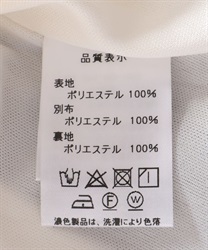 品質表示
表地
ポリエステル 100%
別布
ポリエステル 100%
裏地
ポリエステル 100%
濃色製品は、洗濯により色落